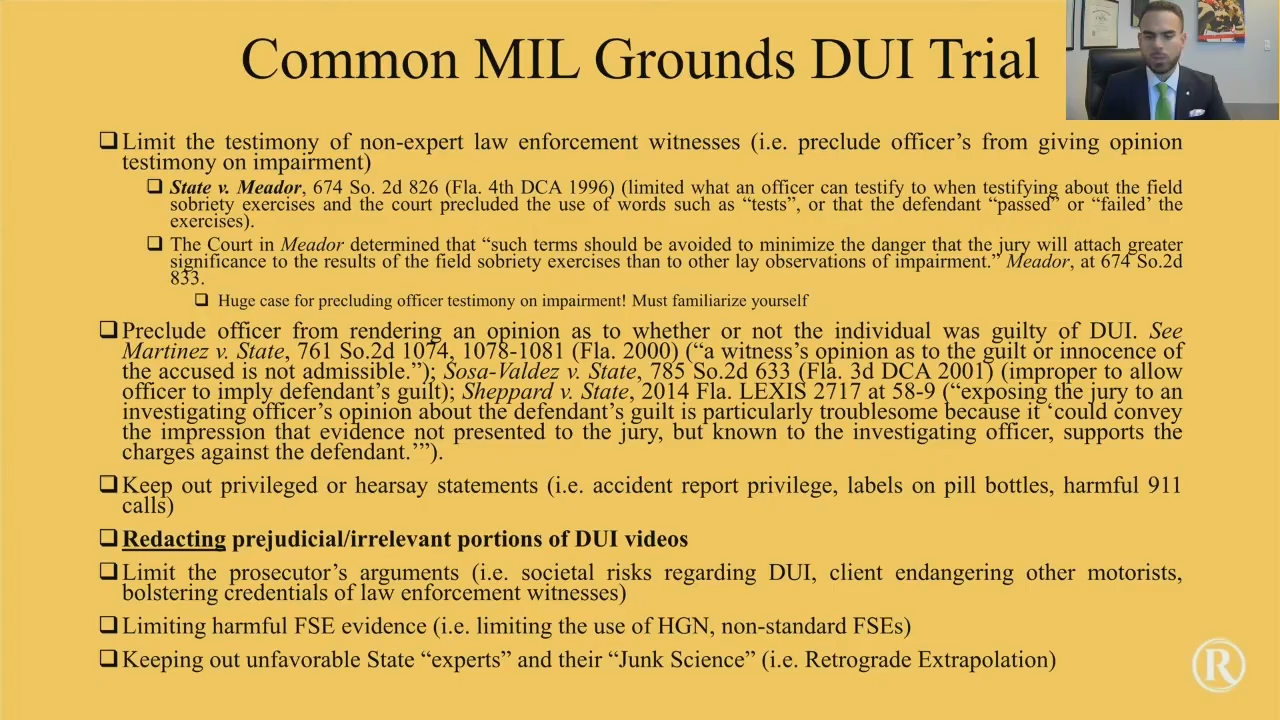 Common MIL Grounds DUI Trial
❑Limit the testimony of non-expert law enforcement witnesses (i.e. preclude officer's from giving opinion
testimony on impairment)
❑ State v. Meador, 674 So. 2d 826 (Fla. 4th DCA 1996) (limited what an officer can testify to when testifying about the field
sobriety exercises and the court precluded the use of words such as “tests”, or that the defendant “passed” or “failed‘ the
exercises).
❑ The Court in Meador determined that “such terms should be avoided to minimize the danger that the jury will attach greater
significance to the results of the field sobriety exercises than to other lay observations of impairment.” Meador, at 674 So.2d
833.
❑ Huge case for precluding officer testimony on impairment! Must familiarize yourself
❑Preclude officer from rendering an opinion as to whether or not the individual was guilty of DUI. See
Martinez v. State, 761 So.2d 1074, 1078-1081 (Fla. 2000) (“a witness's opinion as to the guilt or innocence of
the accused is not admissible.”); Sosa-Valdez v. State, 785 So.2d 633 (Fla. 3d DCA 2001) (improper to allow
officer to imply defendant's guilt); Sheppard v. State, 2014 Fla. LEXIS 2717 at 58-9 (“exposing the jury to an
investigating officer's opinion about the defendant's guilt is particularly troublesome because it ‘could convey
the impression that evidence not presented to the jury, but known to the investigating officer, supports the
charges against the defendant.’”).
❑Keep out privileged or hearsay statements (i.e. accident report privilege, labels on pill bottles, harmful 911
calls)
❑Redacting prejudicial/irrelevant portions of DUI videos
❑Limit the prosecutor's arguments (i.e. societal risks regarding DUI, client endangering other motorists,
bolstering credentials of law enforcement witnesses)
❑Limiting harmful FSE evidence (i.e. limiting the use of HGN, non-standard FSEs)
❑Keeping out unfavorable State “experts” and their “Junk Science” (i.e. Retrograde Extrapolation)
R